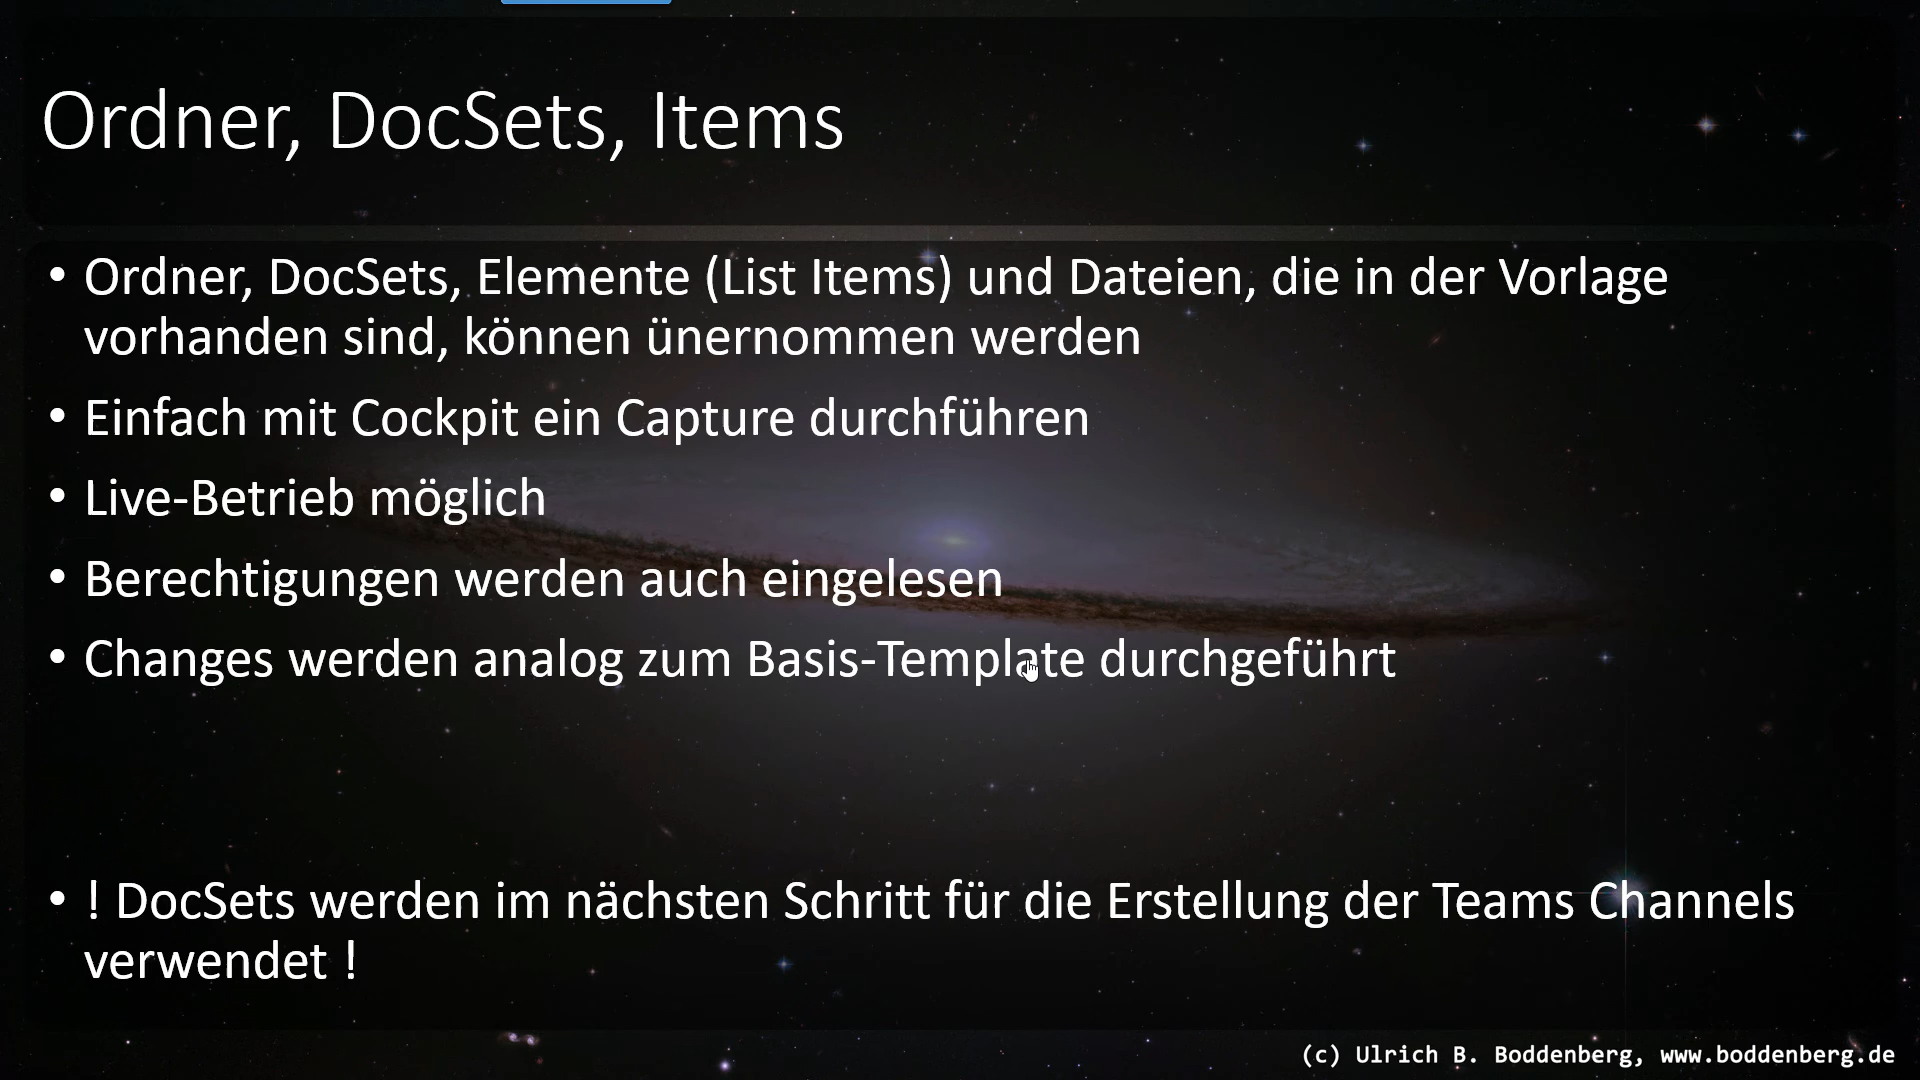 Ordner, DocSets, Items
• Ordner, DocSets, Elemente (List Items) und Dateien, die in der Vorlage
vorhanden sind, können ünernommen werden
• Einfach mit Cockpit ein Capture durchführen
• Live-Betrieb möglich
• Berechtigungen werden auch eingelesen
• Changes werden analog zum Basis-Template durchgeführt
• ! DocSets werden im nächsten Schritt für die Erstellung der Teams Channels
verwendet !
(c) Ulrich B. Boddenberg, www.boddenberg.de